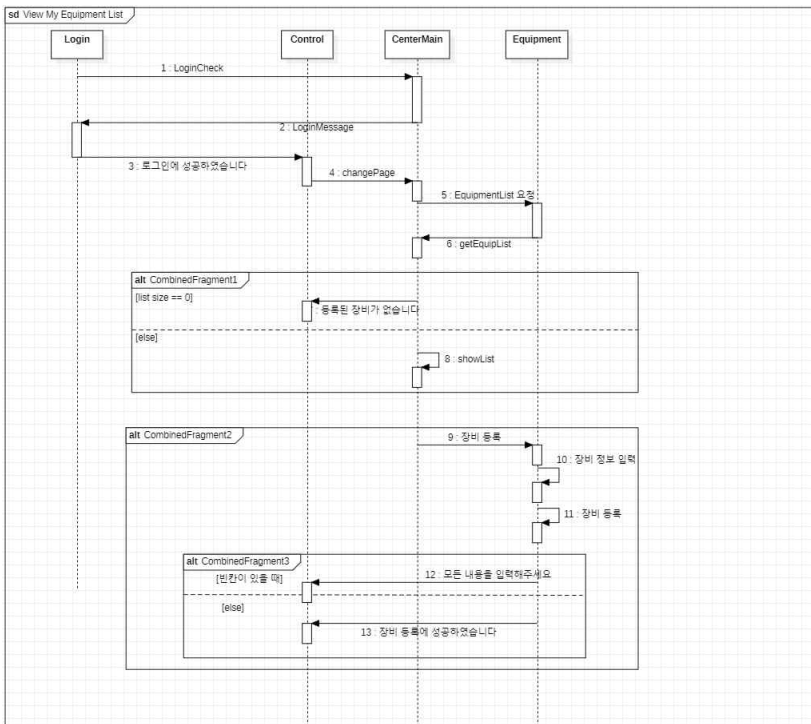 sd View My Equipment List
Login
Control
CenterMain
Equipment
1 : LoginCheck
2 : LoginMessage
3 : 로그인에 성공하였습니다
4 : changePage
5 : EquipmentList 요청
6 : getEquipList
alt CombinedFragment1
[list size == 0]
: 등록된 장비가 없습니다
[else]
8 : showList
alt CombinedFragment2
9 : 장비 등록
10 : 장비 정보 입력
11 : 장비 등록
alt CombinedFragment3
[빈칸이 있을 때]
12 : 모든 내용을 입력해주세요
[else]
13 : 장비 등록에 성공하였습니다